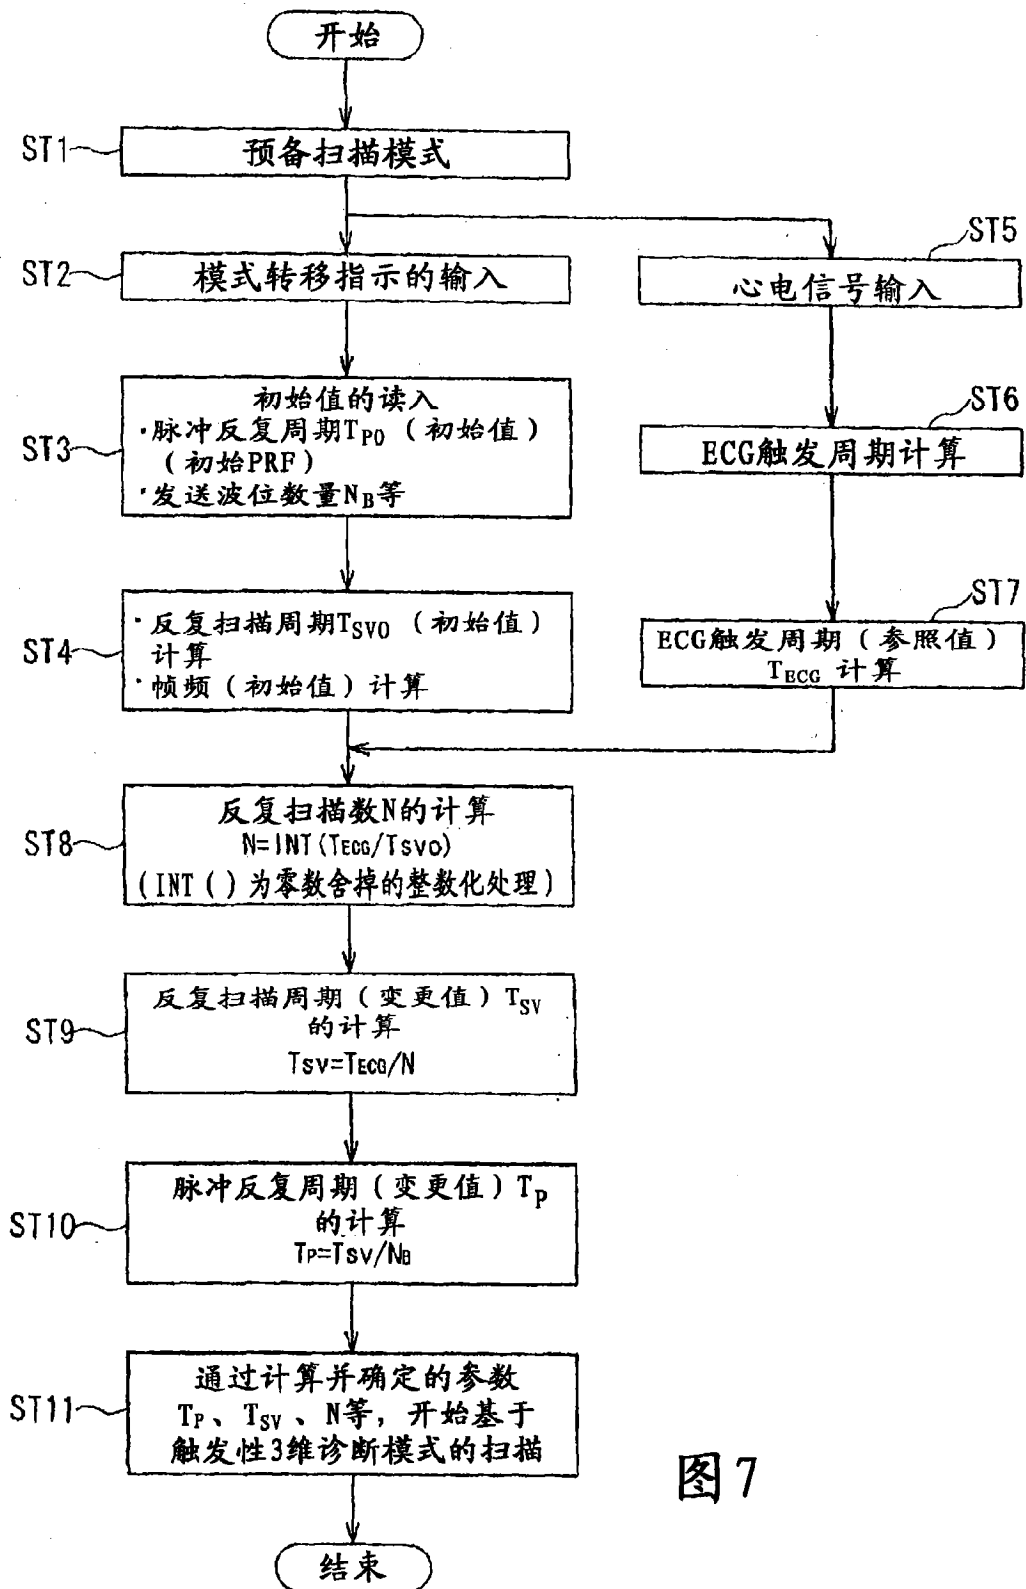 开始
ST1
预备扫描模式
ST2
模式转移指示的输入
ST5
心电信号输入
ST3
初始值的读入
·脉冲反复周期TP0（初始值）
（初始PRF）
·发送波位数量NB等
ST6
ECG触发周期计算
ST4
·反复扫描周期TSV0（初始值）
计算
·帧频（初始值）计算
ST7
ECG触发周期（参照值）
TECG 计算
ST8
反复扫描数N的计算
N=INT(TECG/TSV0)
（INT（）为零数舍掉的整数化处理）
ST9
反复扫描周期（变更值）TSV
的计算
TSV=TECG/N
ST10
脉冲反复周期（变更值）TP
的计算
TP=TSV/NB
ST11
通过计算并确定的参数
TP、TSV、N等，开始基于
触发性3维诊断模式的扫描
结束
图7